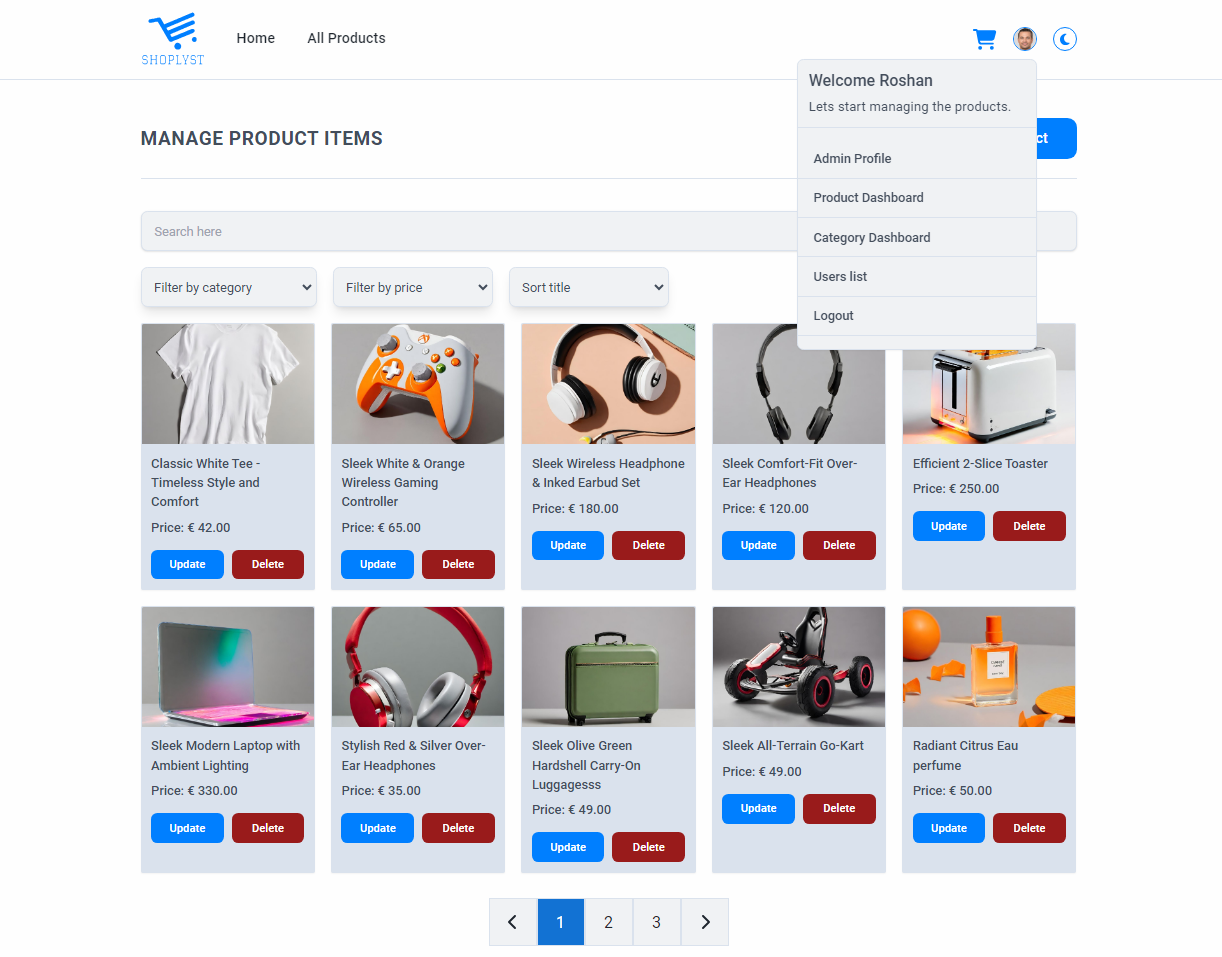 SHOPLYST
Home
All Products
Welcome Roshan
Lets start managing the products.
MANAGE PRODUCT ITEMS
Admin Profile
Product Dashboard
Category Dashboard
Users list
Logout
Search here
Filter by category
Filter by price
Sort title
Classic White Tee -
Timeless Style and
Comfort
Price: € 42.00
Update
Delete
Sleek White & Orange
Wireless Gaming
Controller
Price: € 65.00
Update
Delete
Sleek Wireless Headphone
& Inked Earbud Set
Price: € 180.00
Update
Delete
Sleek Comfort-Fit Over-
Ear Headphones
Price: € 120.00
Update
Delete
Efficient 2-Slice Toaster
Price: € 250.00
Update
Delete
Sleek Modern Laptop with
Ambient Lighting
Price: € 330.00
Update
Delete
Stylish Red & Silver Over-
Ear Headphones
Price: € 35.00
Update
Delete
Sleek Olive Green
Hardshell Carry-On
Luggagesss
Price: € 49.00
Update
Delete
Sleek All-Terrain Go-Kart
Price: € 49.00
Update
Delete
Radiant Citrus Eau
perfume
Price: € 50.00
Update
Delete
1
2
3